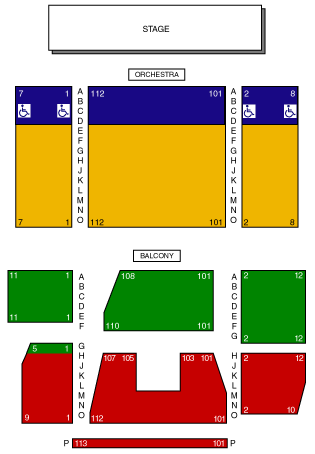 STAGE
ORCHESTRA
7 1 A 112 101 A 2 8
B B
C C
D D
E E
F F
G G
H H
J J
K K
L L
M M
N N
7 1 O 112 101 O 2 8
BALCONY
11 1 A 108 101 A 2 12
B B
C C
D D
E E
11 1 F 110 101 F
G 2 12
5 1 G
H 107 105 103 101 H 2 12
J J
K K
L L
M M
N N 2 10
9 1 O 112 101 O
P 113 101 P